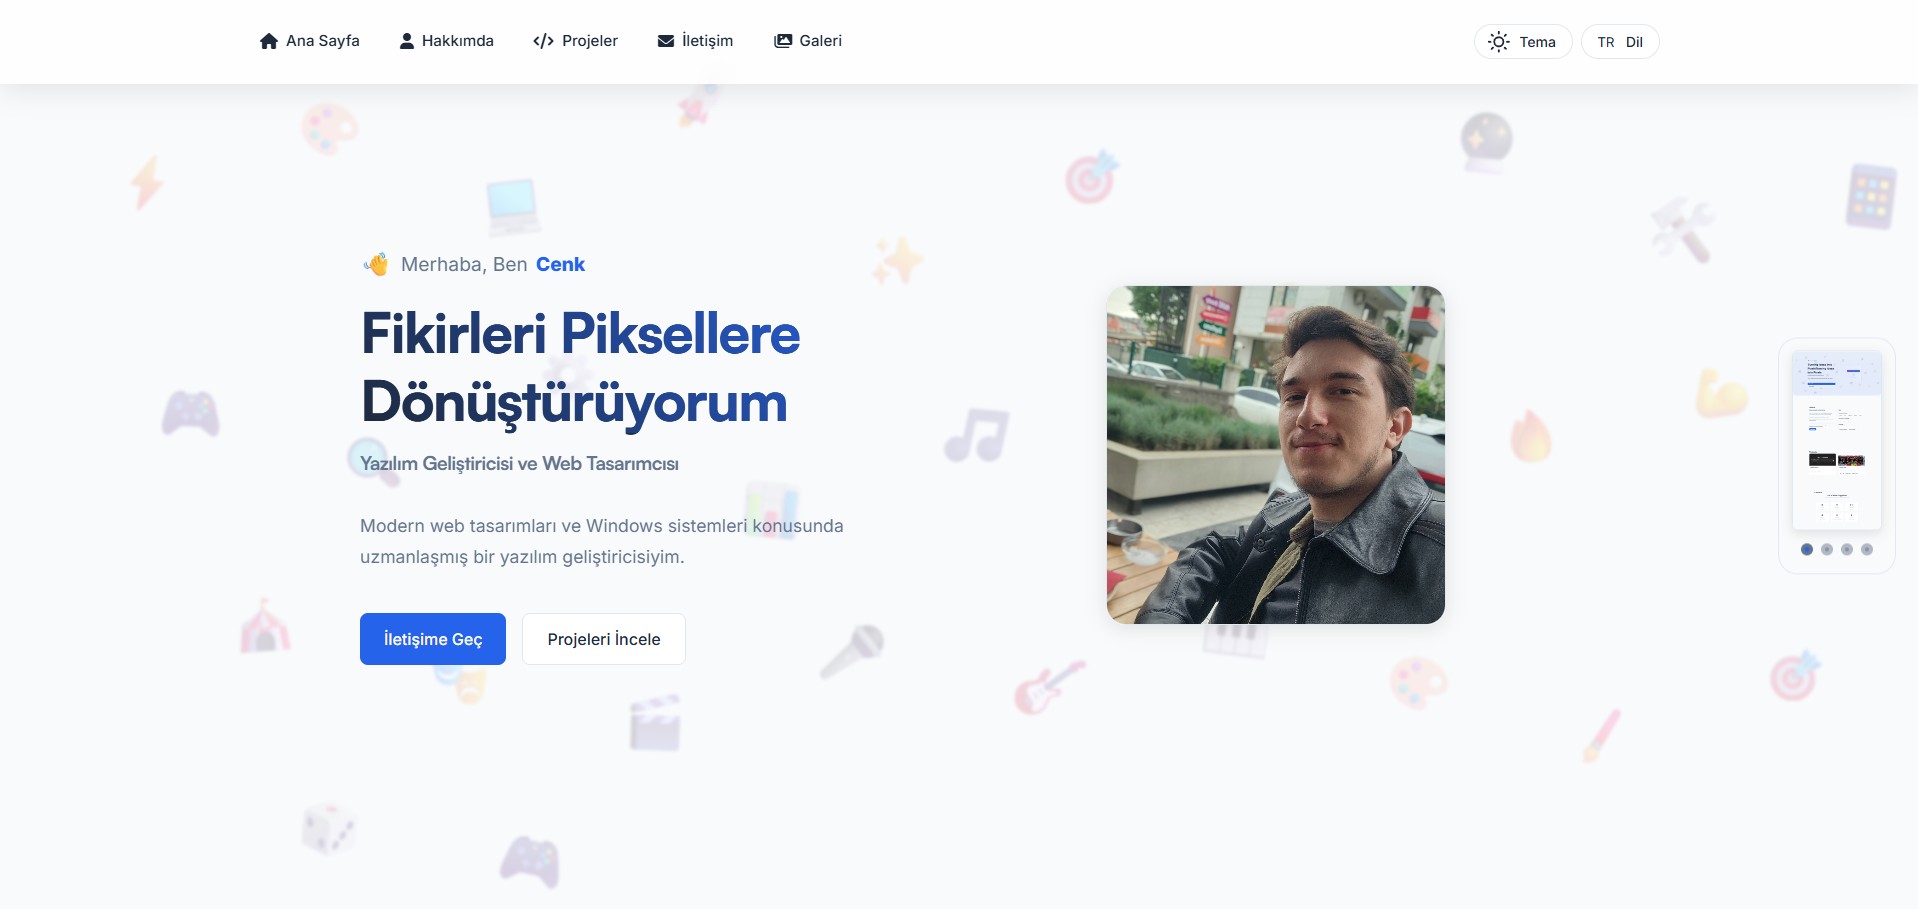 Ana Sayfa
Hakkımda
Projeler
İletişim
Galeri
Tema
TR Dil
Merhaba, Ben Cenk
Fikirleri Piksellere
Dönüştürüyorum
Yazılım Geliştiricisi ve Web Tasarımcısı
Modern web tasarımları ve Windows sistemleri konusunda
uzmanlaşmış bir yazılım geliştiricisiyim.
İletişime Geç
Projeleri İncele